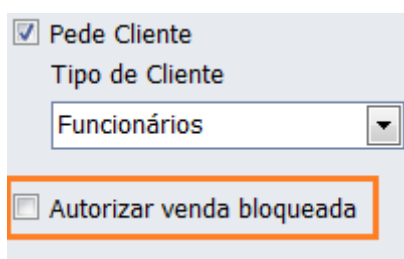 Pede Cliente
Tipo de Cliente
Funcionários
Autorizar venda bloqueada